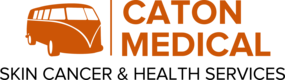 CATON
MEDICAL
SKIN CANCER & HEALTH SERVICES